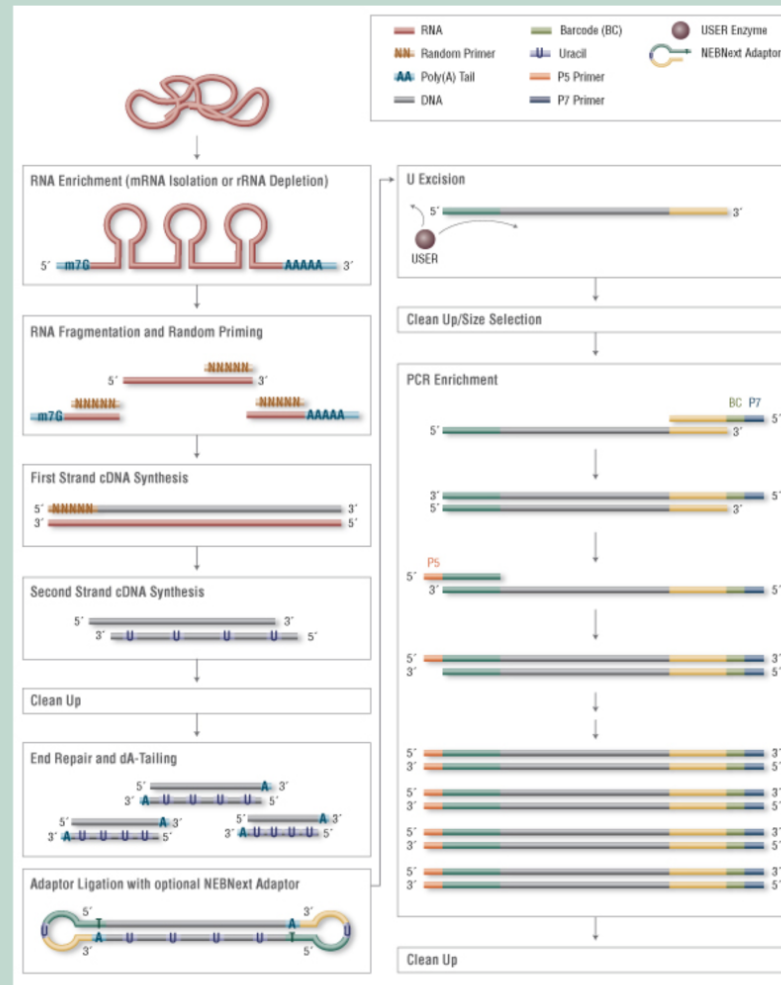 RNA
Barcode (BC)
USER Enzyme
NN Random Primer
U Uracil
NEBNext Adaptor
AA Poly(A) Tail
P5 Primer
DNA
P7 Primer
RNA Enrichment (mRNA Isolation or rRNA Depletion)
5´ m7G AAAAA 3´
RNA Fragmentation and Random Priming
NNNNN
5´ 3´
NNNNN NNNNN
m7G AAAAA
First Strand cDNA Synthesis
5´ NNNNN 3´
3´ 5´
Second Strand cDNA Synthesis
5´ 3´
3´ U U U U 5´
Clean Up
End Repair and dA-Tailing
5´ A 3´
3´ A U U U U 5´
5´ A 3´ 5´ A 3´
3´ A U U U U 5´ 3´ A U U U U 5´
Adaptor Ligation with optional NEBNext Adaptor
5´ 3´
T A
U U
A U U U U T
3´ 5´
U Excision
5´ 3´
USER
Clean Up/Size Selection
PCR Enrichment
BC P7
5´
5´ 3´
3´ 5´
5´ 3´
P5
5´
3´ 5´
5´ 3´
3´ 5´
5´ 3´
3´ 5´
5´ 3´
3´ 5´
5´ 3´
3´ 5´
5´ 3´
3´ 5´
Clean Up